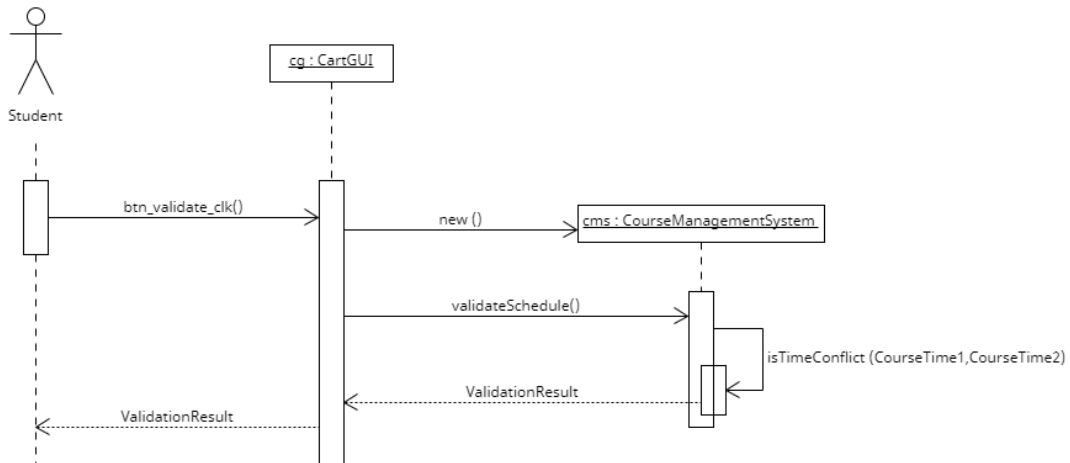 cg : CartGUI
Student
btn_validate_clk()
new ()
cms : CourseManagementSystem
validateSchedule()
isTimeConflict (CourseTime1,CourseTime2)
ValidationResult
ValidationResult